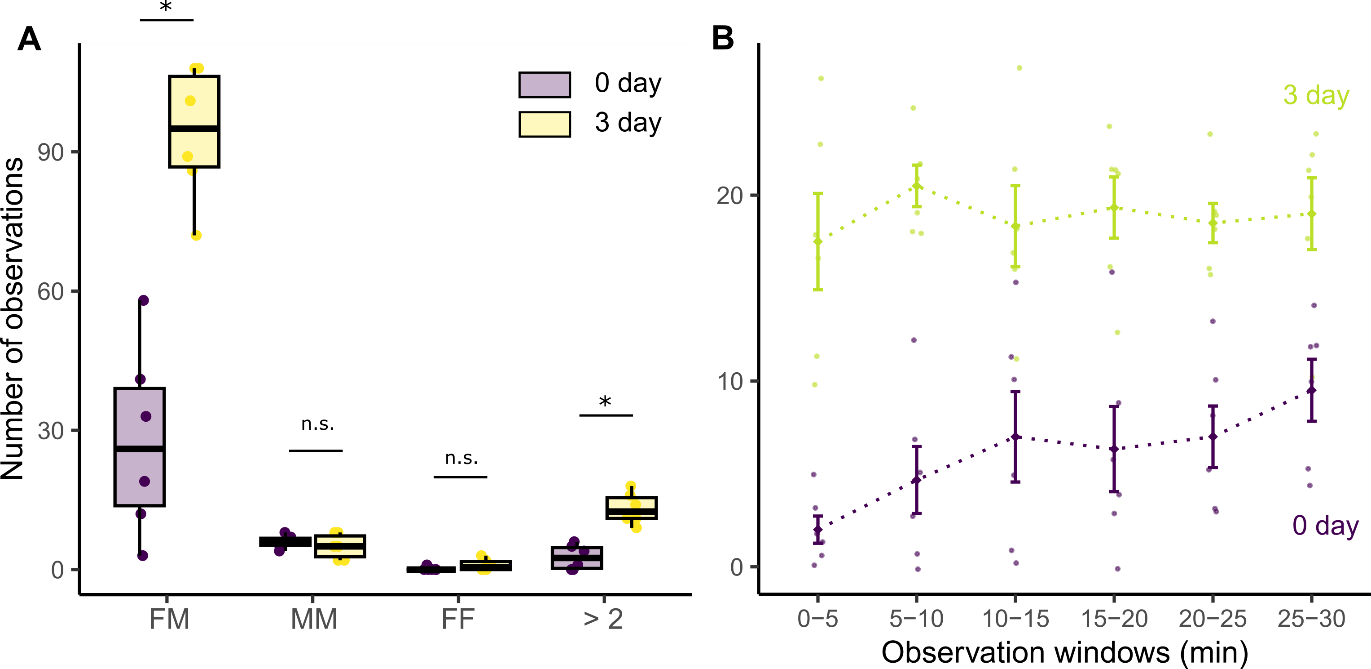 A
*
0 day
3 day
90
60
30
0
Number of observations
n.s.
n.s.
*
FM
MM
FF
> 2
B
3 day
20
10
0
0 day
0−5
5−10
10−15
15−20
20−25
25−30
Observation windows (min)